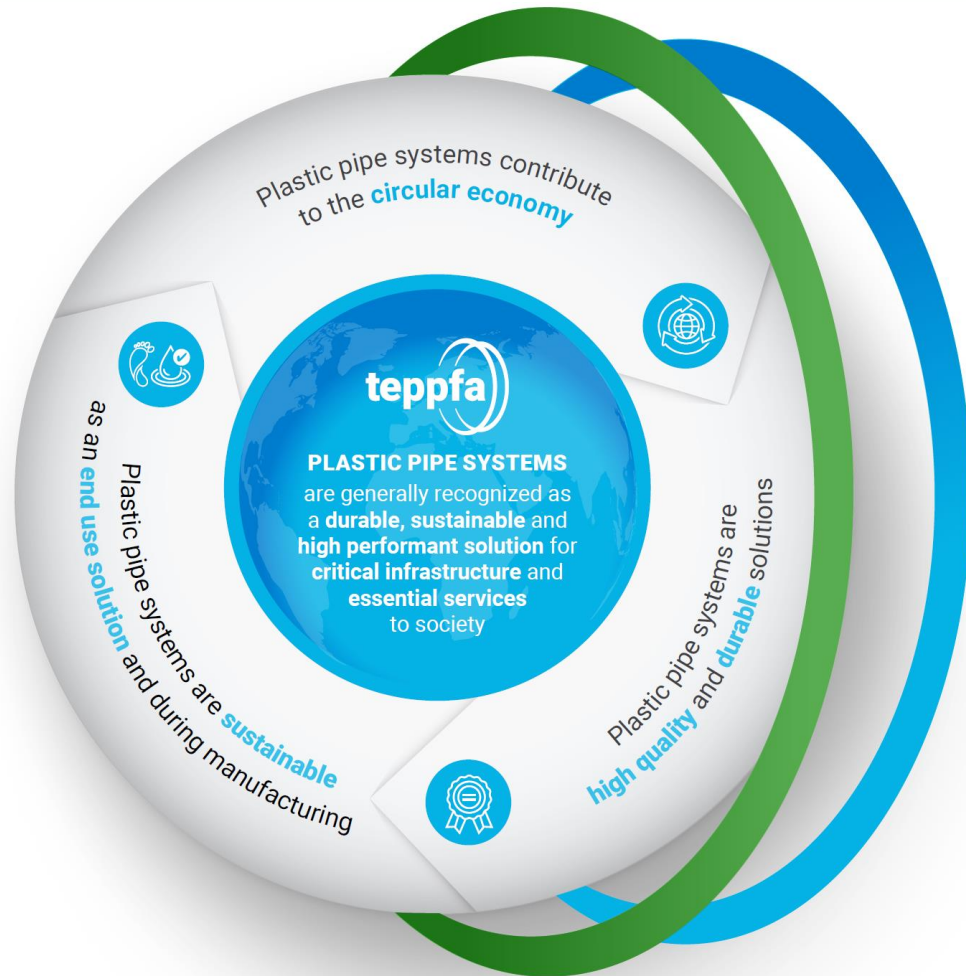 Plastic pipe systems contribute
to the circular economy
teppfa
PLASTIC PIPE SYSTEMS
are generally recognized as
a durable, sustainable and
high performant solution for
critical infrastructure and
essential services
to society
Plastic pipe systems are
high quality and durable solutions
Plastic pipe systems are sustainable
as an end use solution and during manufacturing